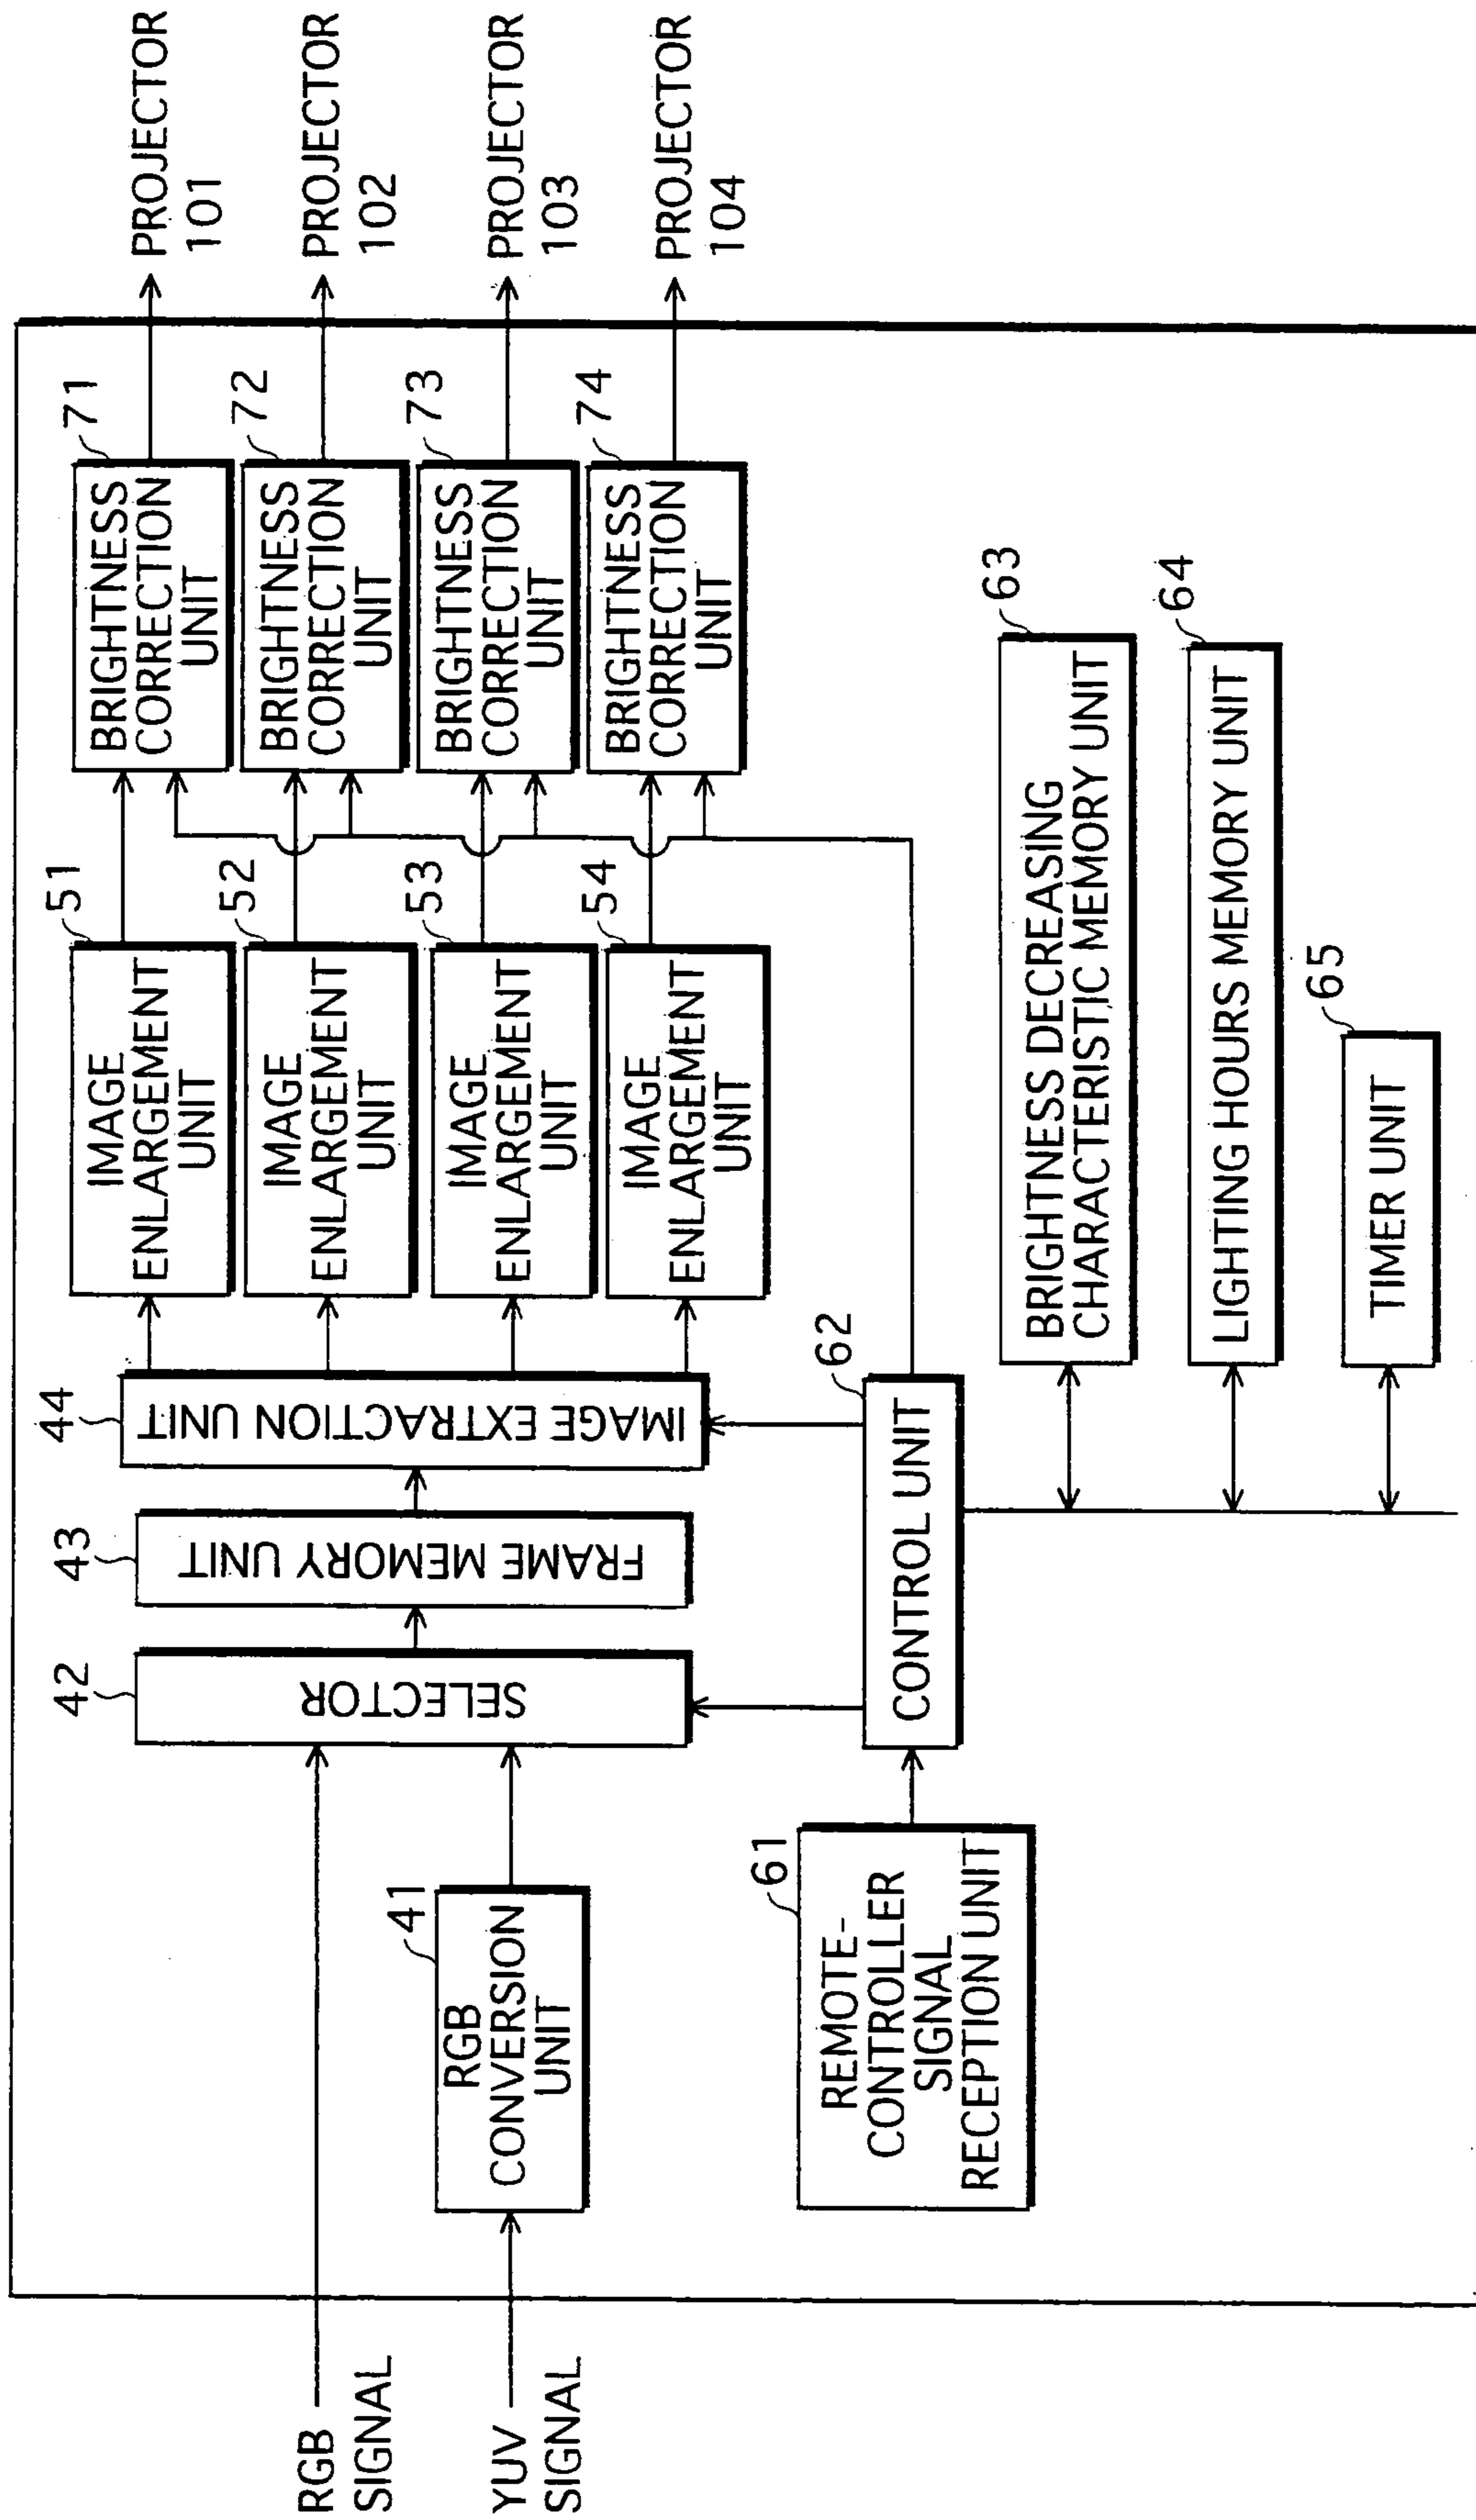 RGB
SIGNAL
YUV
SIGNAL
41
RGB
CONVERSION
UNIT
42
SELECTOR
43
FRAME MEMORY UNIT
44
IMAGE EXTRACTION UNIT
51
IMAGE
ENLARGEMENT
UNIT
52
IMAGE
ENLARGEMENT
UNIT
53
IMAGE
ENLARGEMENT
UNIT
54
IMAGE
ENLARGEMENT
UNIT
71
BRIGHTNESS
CORRECTION
UNIT
72
BRIGHTNESS
CORRECTION
UNIT
73
BRIGHTNESS
CORRECTION
UNIT
74
BRIGHTNESS
CORRECTION
UNIT
PROJECTOR
101
PROJECTOR
102
PROJECTOR
103
PROJECTOR
104
61
REMOTE-
CONTROLLER
SIGNAL
RECEPTION UNIT
62
CONTROL UNIT
63
BRIGHTNESS DECREASING
CHARACTERISTIC MEMORY UNIT
64
LIGHTING HOURS MEMORY UNIT
65
TIMER UNIT